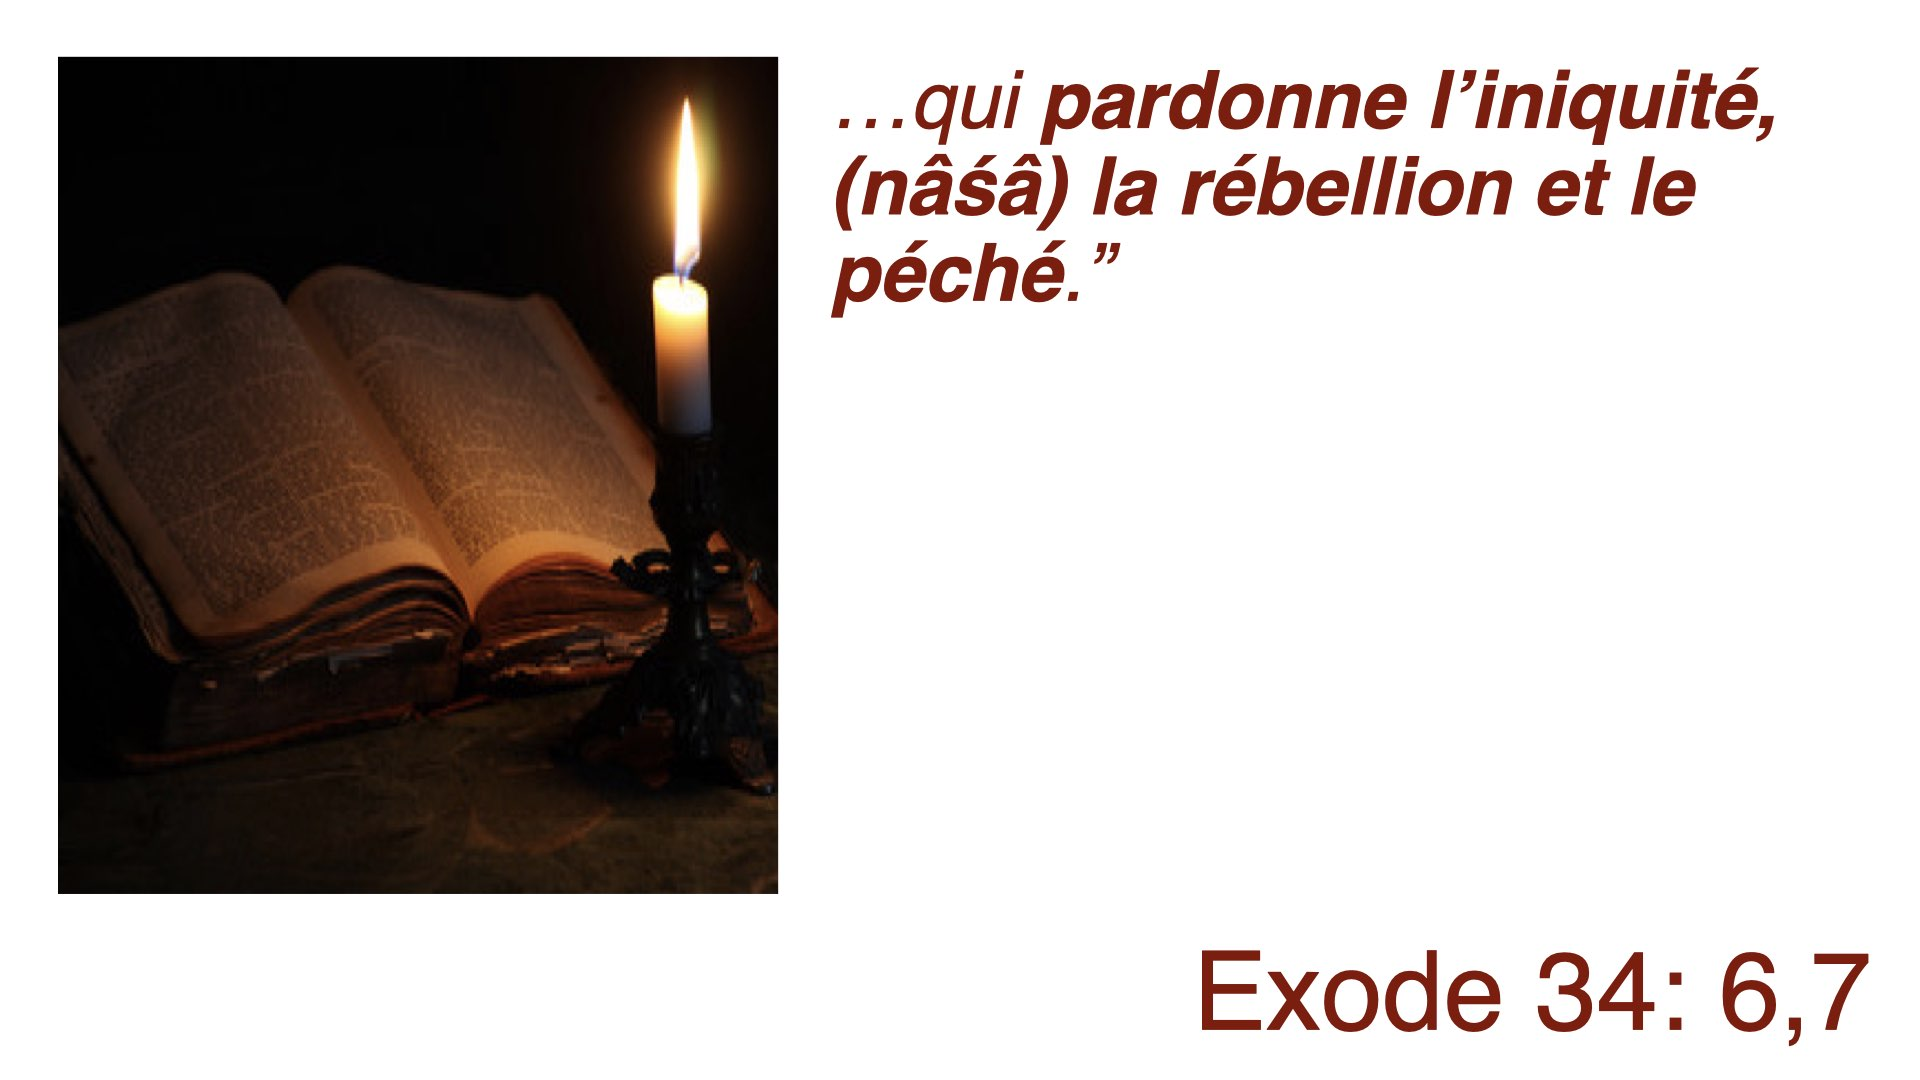 …qui pardonne l’iniquité,
(nâśâ) la rébellion et le
péché.”
Exode 34: 6,7